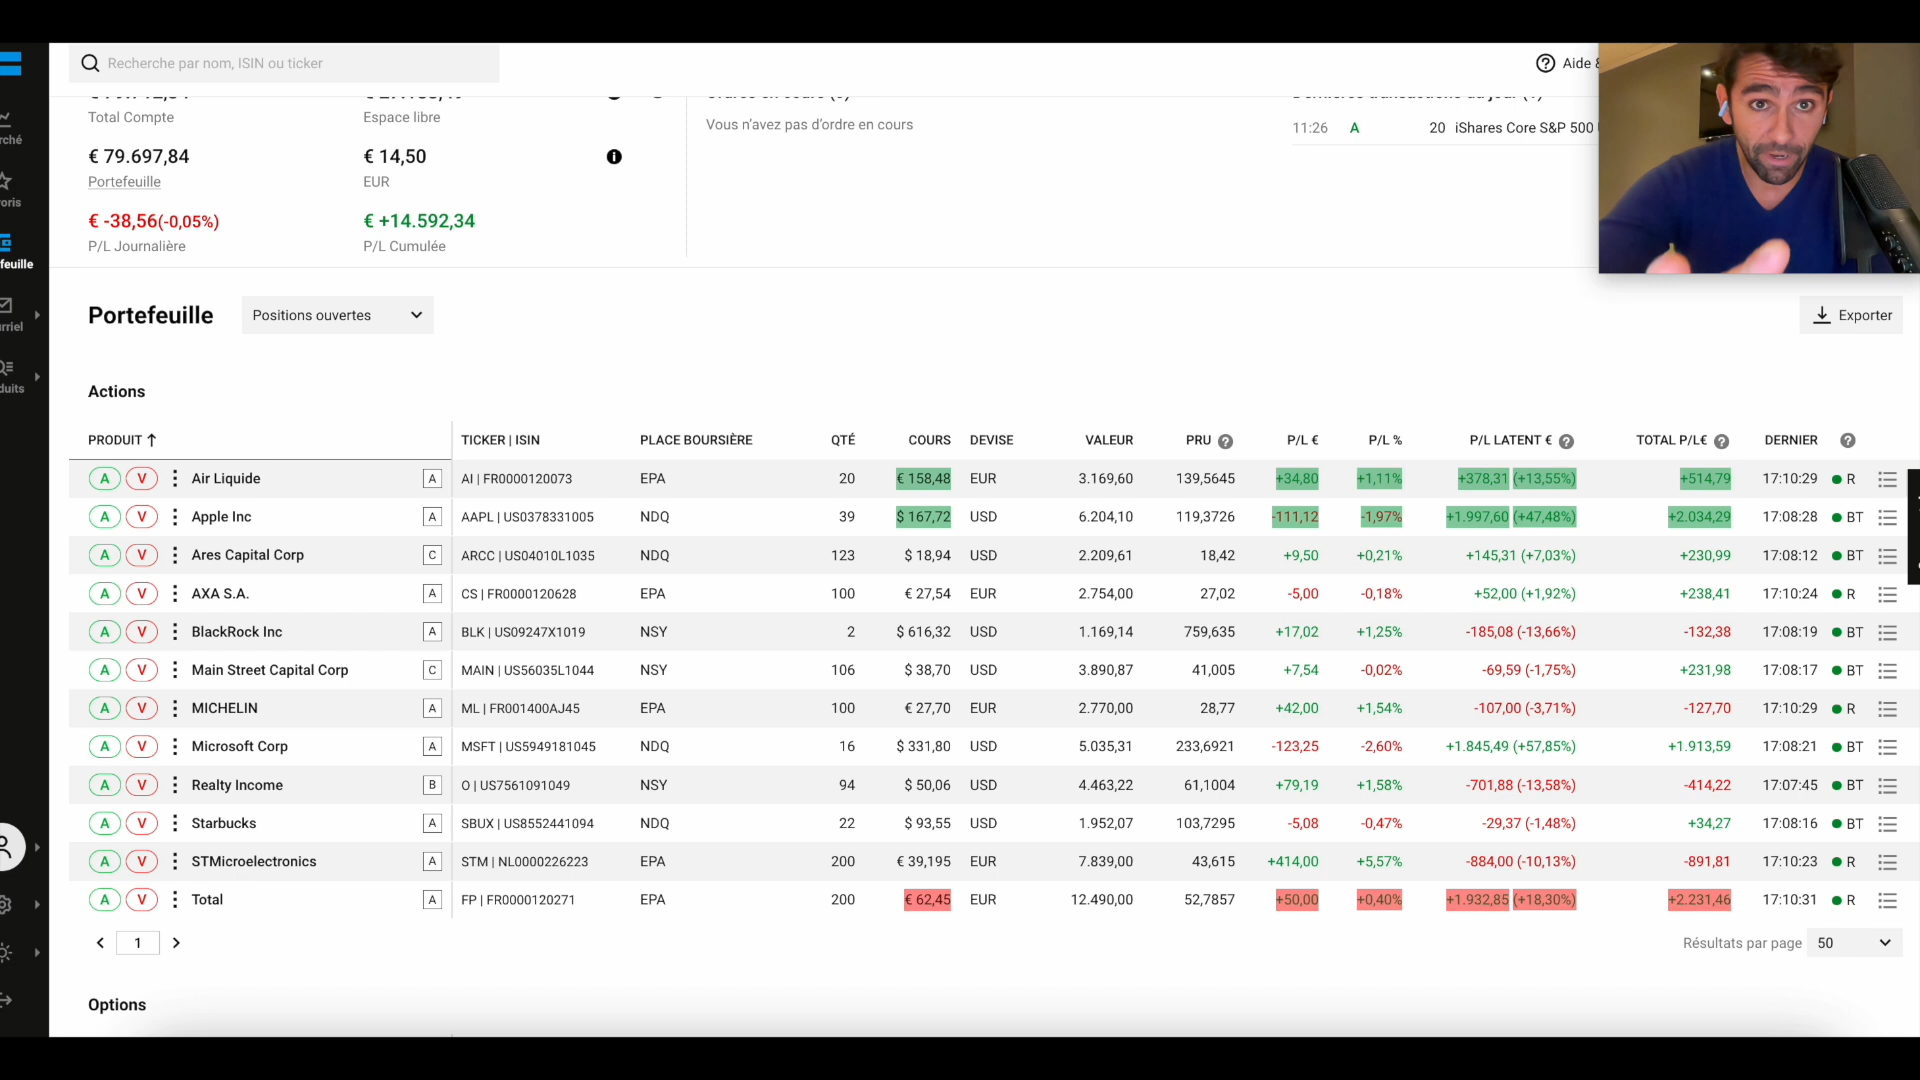 Recherche par nom, ISIN ou ticker
Aide &
Total Compte
Espace libre
Vous n’avez pas d’ordre en cours
11:26 A 20 iShares Core S&P 500
€ 79.697,84
€ 14,50
Portefeuille
EUR
€ -38,56(-0,05%)
€ +14.592,34
P/L Journalière
P/L Cumulée
rché
oris
feuille
rriel
duits
Portefeuille
Positions ouvertes
Exporter
Actions
PRODUIT TICKER | ISIN PLACE BOURSIÈRE QTÉ COURS DEVISE VALEUR PRU P/L € P/L % P/L LATENT € TOTAL P/L€ DERNIER
A V Air Liquide A AI | FR0000120073 EPA 20 € 158,48 EUR 3.169,60 139,5645 +34,80 +1,11% +378,31 (+13,55%) +514,79 17:10:29 R
A V Apple Inc A AAPL | US0378331005 NDQ 39 € 167,72 USD 6.204,10 119,3726 -111,12 -1,97% +1.997,60 (+47,48%) +2.034,29 17:08:28 BT
A V Ares Capital Corp C ARCC | US04010L1035 NDQ 123 $ 18,94 USD 2.209,61 18,42 +9,50 +0,21% +145,31 (+7,03%) +230,99 17:08:12 BT
A V AXA S.A. A CS | FR0000120628 EPA 100 € 27,54 EUR 2.754,00 27,02 -5,00 -0,18% +52,00 (+1,92%) +238,41 17:10:24 R
A V BlackRock Inc A BLK | US09247X1019 NSY 2 $ 616,32 USD 1.169,14 759,635 +17,02 +1,25% -185,08 (-13,66%) -132,38 17:08:19 BT
A V Main Street Capital Corp C MAIN | US56035L1044 NSY 106 $ 38,70 USD 3.890,87 41,005 +7,54 -0,02% -69,59 (-1,75%) +231,98 17:08:17 BT
A V MICHELIN A ML | FR001400AJ45 EPA 100 € 27,70 EUR 2.770,00 28,77 +42,00 +1,54% -107,00 (-3,71%) -127,70 17:10:29 R
A V Microsoft Corp A MSFT | US5949181045 NDQ 16 $ 331,80 USD 5.035,31 233,6921 -123,25 -2,60% +1.845,49 (+57,85%) +1.913,59 17:08:21 BT
A V Realty Income B O | US7561091049 NSY 94 $ 50,06 USD 4.463,22 61,1004 +79,19 +1,58% -701,88 (-13,58%) -414,22 17:07:45 BT
A V Starbucks A SBUX | US8552441094 NDQ 22 $ 93,55 USD 1.952,07 103,7295 -5,08 -0,47% -29,37 (-1,48%) +34,27 17:08:16 BT
A V STMicroelectronics A STM | NL0000226223 EPA 200 € 39,195 EUR 7.839,00 43,615 +414,00 +5,57% -884,00 (-10,13%) -891,81 17:10:23 R
A V Total A FP | FR0000120271 EPA 200 € 62,45 EUR 12.490,00 52,7857 +50,00 +0,40% +1.932,85 (+18,30%) +2.231,46 17:10:31 R
1
Résultats par page 50
Options